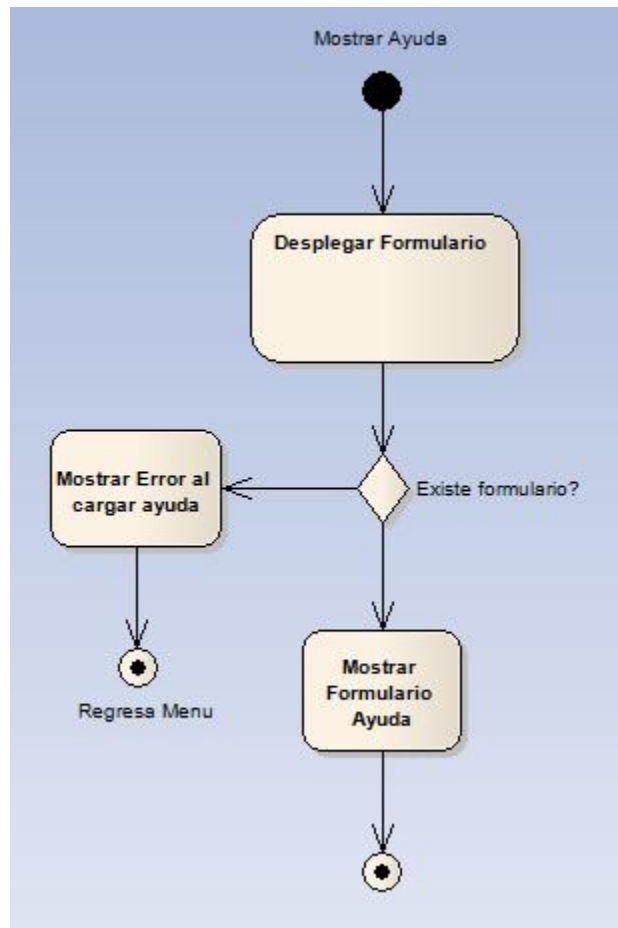 Mostrar Ayuda
Desplegar Formulario
Existe formulario?
Mostrar Error al
cargar ayuda
Regresa Menu
Mostrar
Formulario
Ayuda